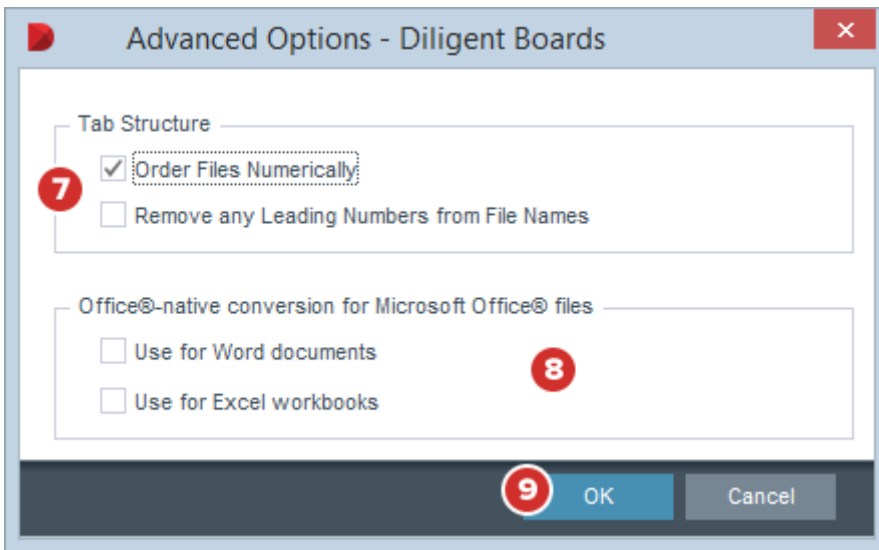 Advanced Options - Diligent Boards
Tab Structure
7
Order Files Numerically
Remove any Leading Numbers from File Names
Office®-native conversion for Microsoft Office® files
Use for Word documents
8
Use for Excel workbooks
9
OK
Cancel